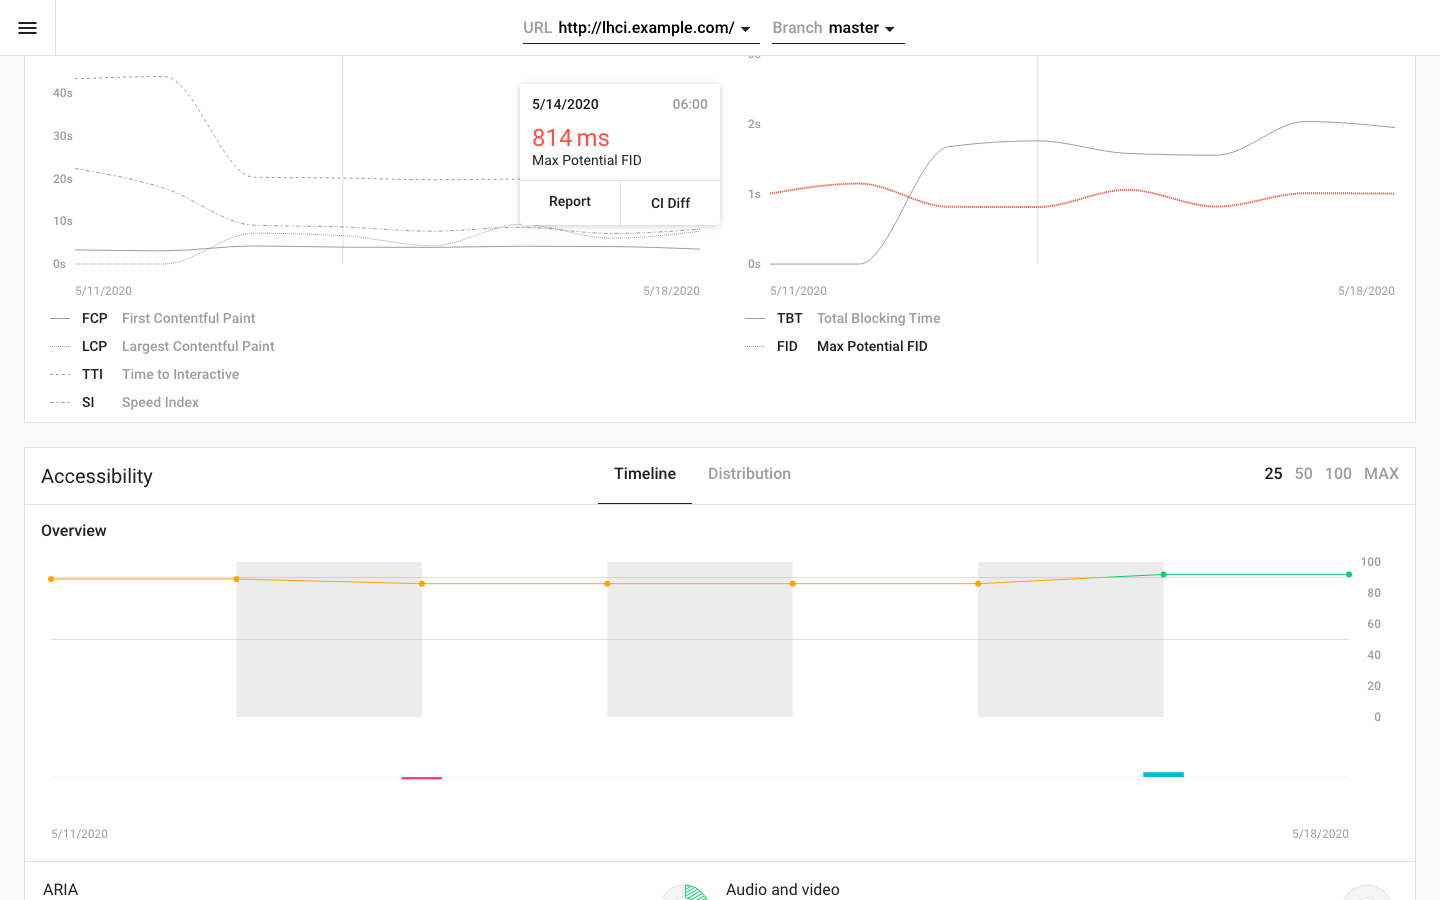 URL http://lhci.example.com/ Branch master
40s
30s
20s
10s
0s
5/11/2020 5/18/2020
5/14/2020 06:00
814 ms
Max Potential FID
Report CI Diff
FCP First Contentful Paint
LCP Largest Contentful Paint
TTI Time to Interactive
SI Speed Index
2s
1s
0s
5/11/2020 5/18/2020
TBT Total Blocking Time
FID Max Potential FID
Accessibility Timeline Distribution 25 50 100 MAX
Overview
100
80
60
40
20
0
5/11/2020 5/18/2020
ARIA Audio and video